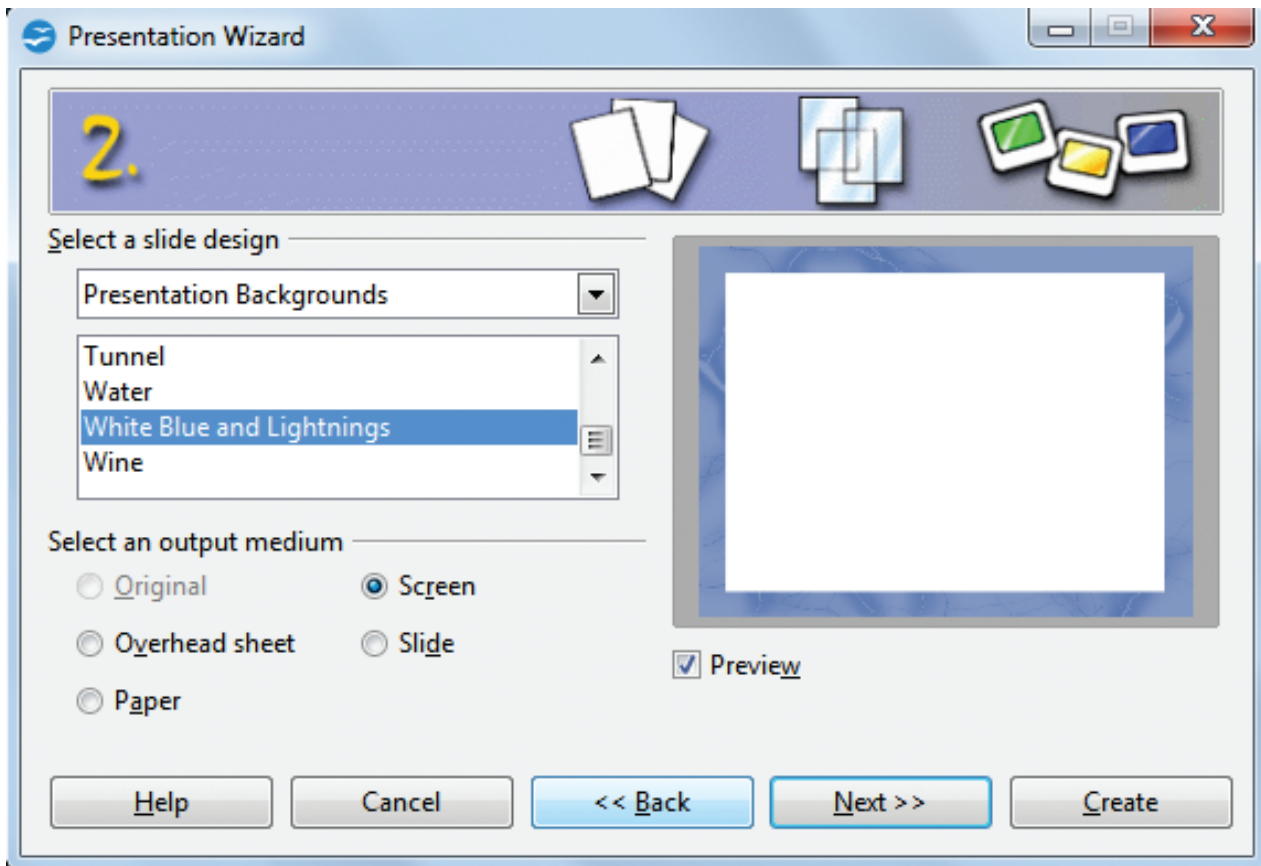 Presentation Wizard
2.
Select a slide design
Presentation Backgrounds
Tunnel
Water
White Blue and Lightnings
Wine
Select an output medium
Original
Screen
Overhead sheet
Slide
Paper
Preview
Help
Cancel
<< Back
Next >>
Create